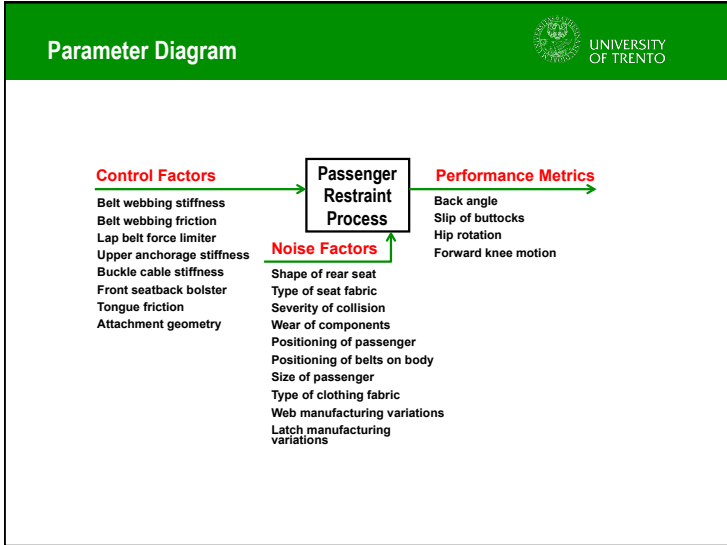 Parameter Diagram
UNIVERSITY
OF TRENTO
Control Factors
Belt webbing stiffness
Belt webbing friction
Lap belt force limiter
Upper anchorage stiffness
Buckle cable stiffness
Front seatback bolster
Tongue friction
Attachment geometry
Passenger
Restraint
Process
Noise Factors
Shape of rear seat
Type of seat fabric
Severity of collision
Wear of components
Positioning of passenger
Positioning of belts on body
Size of passenger
Type of clothing fabric
Web manufacturing variations
Latch manufacturing
variations
Performance Metrics
Back angle
Slip of buttocks
Hip rotation
Forward knee motion